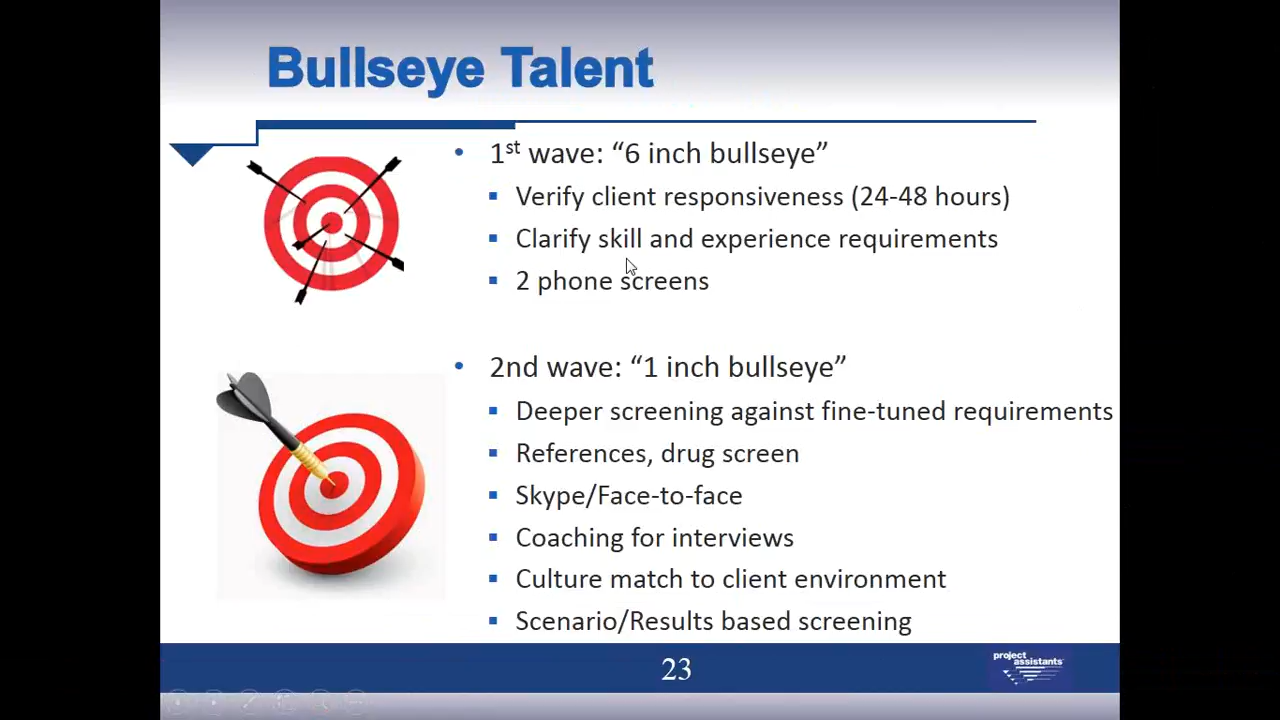 Bullseye Talent
1st wave: “6 inch bullseye”
Verify client responsiveness (24-48 hours)
Clarify skill and experience requirements
2 phone screens
2nd wave: “1 inch bullseye”
Deeper screening against fine-tuned requirements
References, drug screen
Skype/Face-to-face
Coaching for interviews
Culture match to client environment
Scenario/Results based screening
23
project
assistants